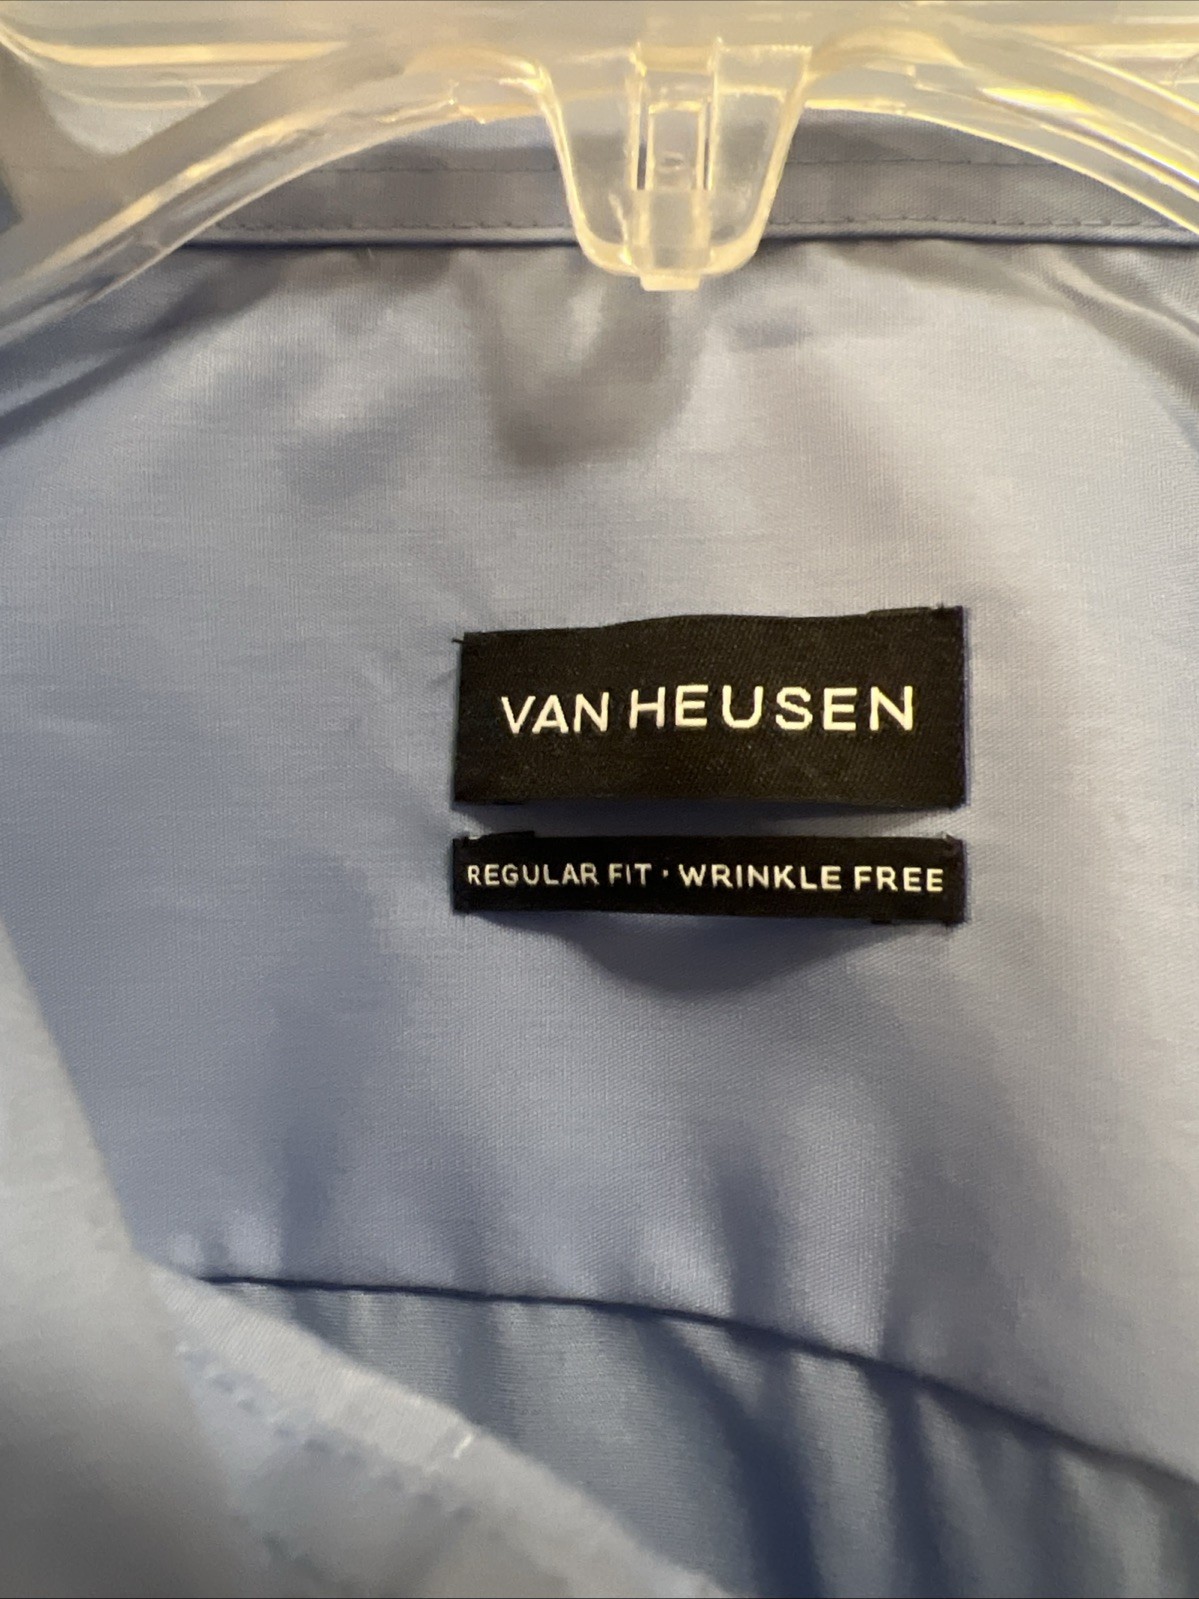 VAN HEUSEN
REGULAR FIT · WRINKLE FREE